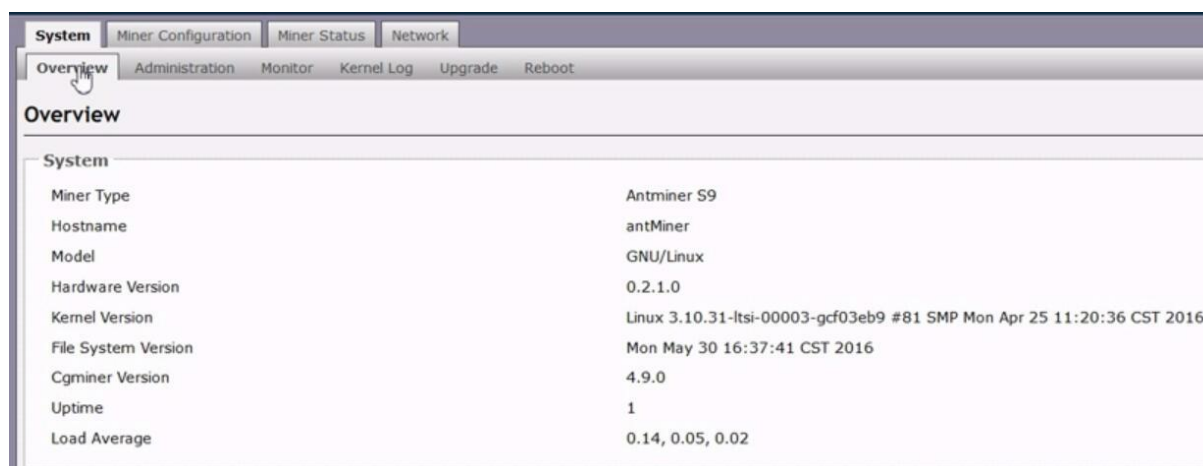 System Miner Configuration Miner Status Network
Overview Administration Monitor Kernel Log Upgrade Reboot
Overview
System
Miner Type Antminer S9
Hostname antMiner
Model GNU/Linux
Hardware Version 0.2.1.0
Kernel Version Linux 3.10.31-ltsi-00003-gcf03eb9 #81 SMP Mon Apr 25 11:20:36 CST 2016
File System Version Mon May 30 16:37:41 CST 2016
Cgminer Version 4.9.0
Uptime 1
Load Average 0.14, 0.05, 0.02